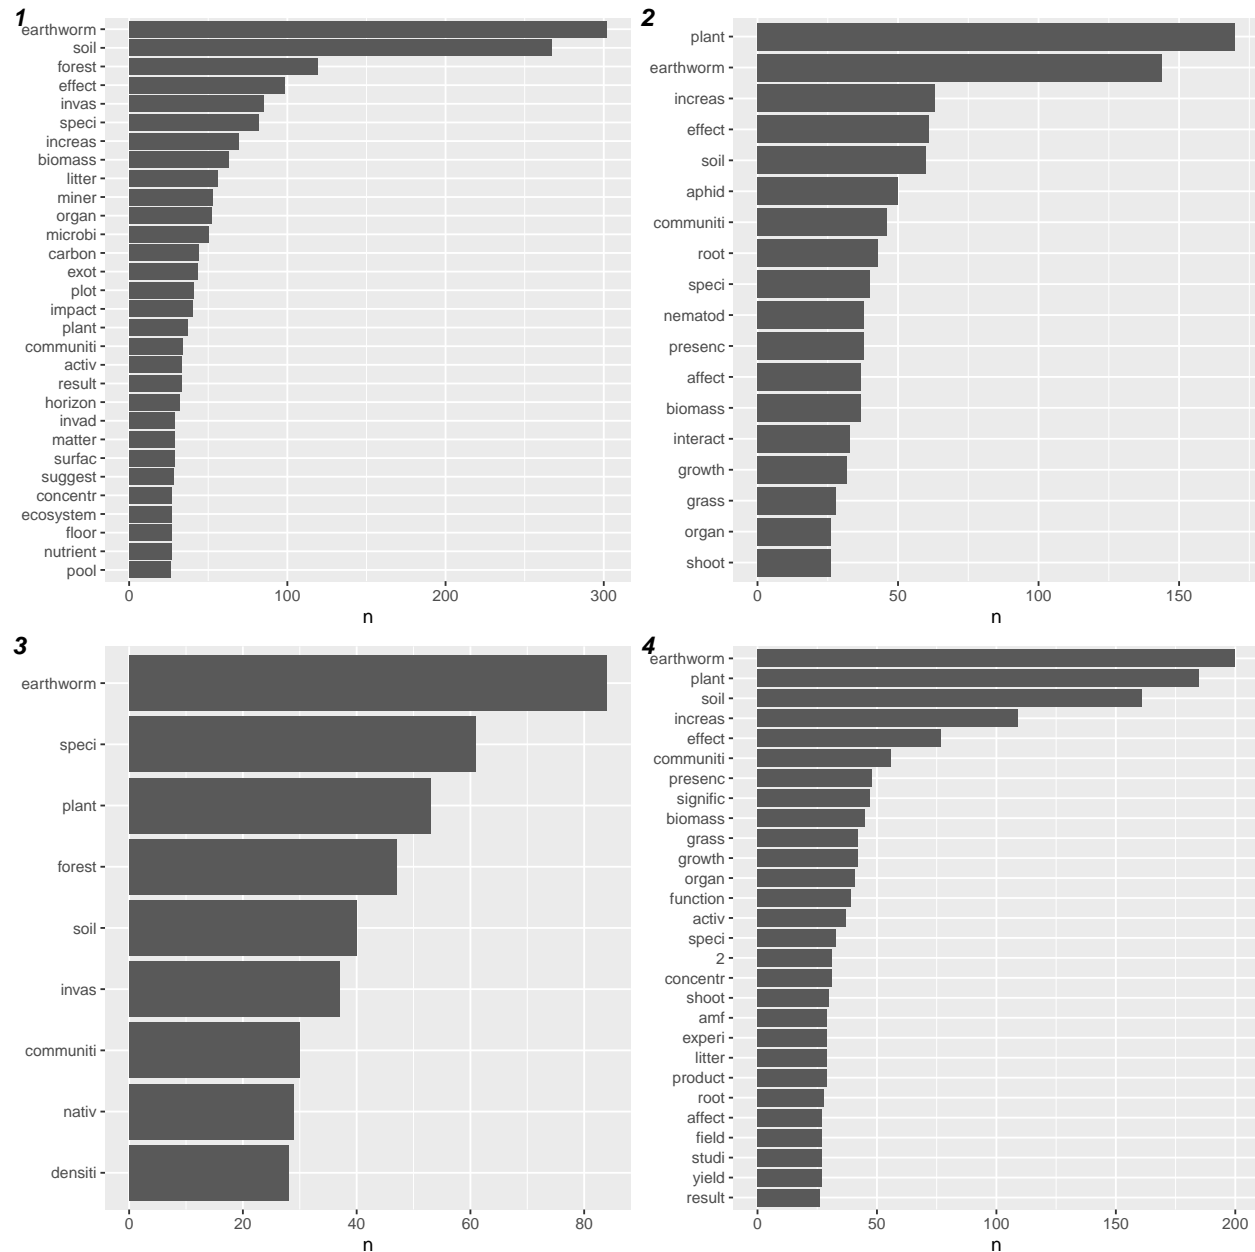 1
earthworm
soil
forest
effect
invas
speci
increas
biomass
litter
miner
organ
microbi
carbon
exot
plot
impact
plant
communiti
activ
result
horizon
invad
matter
surfac
suggest
concentr
ecosystem
floor
nutrient
pool
0 100 200 300
n
2
plant
earthworm
increas
effect
soil
aphid
communiti
root
speci
nematod
presenc
affect
biomass
interact
growth
grass
organ
shoot
0 50 100 150
n
3
earthworm
speci
plant
forest
soil
invas
communiti
nativ
densiti
0 20 40 60 80
n
4
earthworm
plant
soil
increas
effect
communiti
presenc
signific
biomass
grass
growth
organ
function
activ
speci
2
concentr
shoot
amf
experi
litter
product
root
affect
field
studi
yield
result
0 50 100 150 200
n